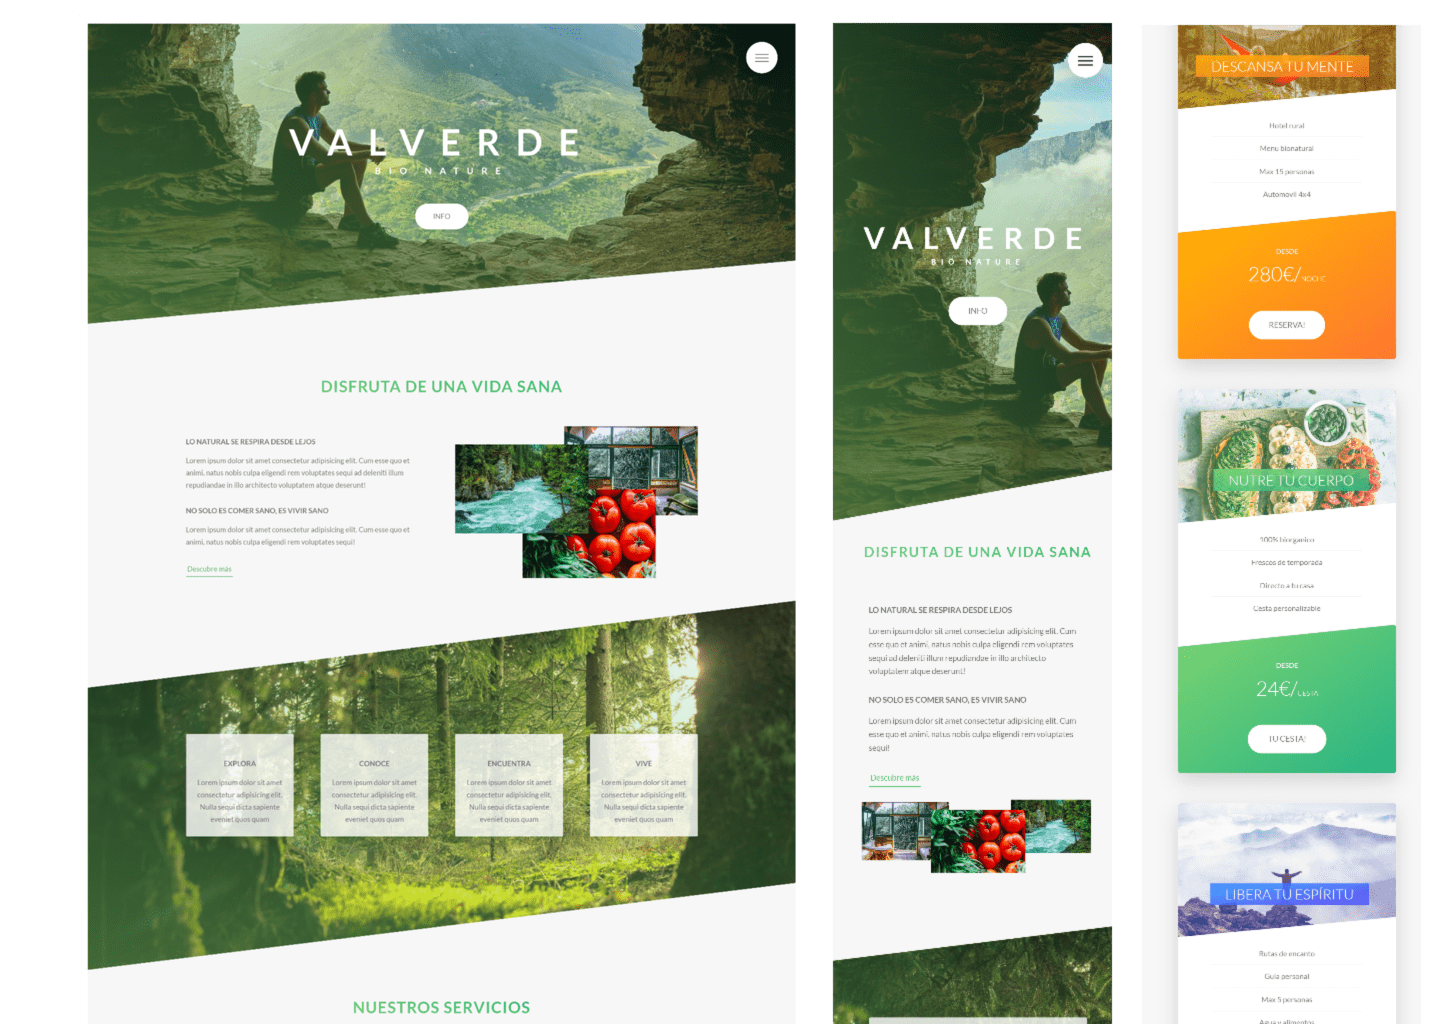 VALVERDE
BIO NATURE
INFO
DISFRUTA DE UNA VIDA SANA
LO NATURAL SE RESPIRA DESDE LEJOS
Lorem ipsum dolor sit amet consectetur adipisicing elit. Cum esse quo et
animi, natus nobis culpa eligendi rem voluptates sequi ad deleniti illum
repudiandae in illo architecto voluptatem atque deserunt!
NO SOLO ES COMER SANO, ES VIVIR SANO
Lorem ipsum dolor sit amet consectetur adipisicing elit. Cum esse quo et
animi, natus nobis culpa eligendi rem voluptates sequi!
Descubre más
EXPLORA
Lorem ipsum dolor sit amet
consectetur adipisicing elit.
Nulla sequi dicta sapiente
eveniet quos quam
CONOCE
Lorem ipsum dolor sit amet
consectetur adipisicing elit.
Nulla sequi dicta sapiente
eveniet quos quam
ENCUENTRA
Lorem ipsum dolor sit amet
consectetur adipisicing elit.
Nulla sequi dicta sapiente
eveniet quos quam
VIVE
Lorem ipsum dolor sit amet
consectetur adipisicing elit.
Nulla sequi dicta sapiente
eveniet quos quam
NUESTROS SERVICIOS
VALVERDE
BIO NATURE
INFO
DISFRUTA DE UNA VIDA SANA
LO NATURAL SE RESPIRA DESDE LEJOS
Lorem ipsum dolor sit amet consectetur adipisicing elit. Cum
esse quo et animi, natus nobis culpa eligendi rem voluptates
sequi ad deleniti illum repudiandae in illo architecto
voluptatem atque deserunt!
NO SOLO ES COMER SANO, ES VIVIR SANO
Lorem ipsum dolor sit amet consectetur adipisicing elit. Cum
esse quo et animi, natus nobis culpa eligendi rem voluptates
sequi!
Descubre más
DESCANSA TU MENTE
Hotel rural
Menu bionatural
Max 15 personas
Automovil 4x4
DESDE
280€/NOCHE
RESERVA!
NUTRE TU CUERPO
100% biorganico
Frescos de temporada
Directo a tu casa
Cesta personalizable
DESDE
24€/CESTA
TU CESTA!
LIBERA TU ESPÍRITU
Rutas de encanto
Guia personal
Max 5 personas
Agua y alimentos